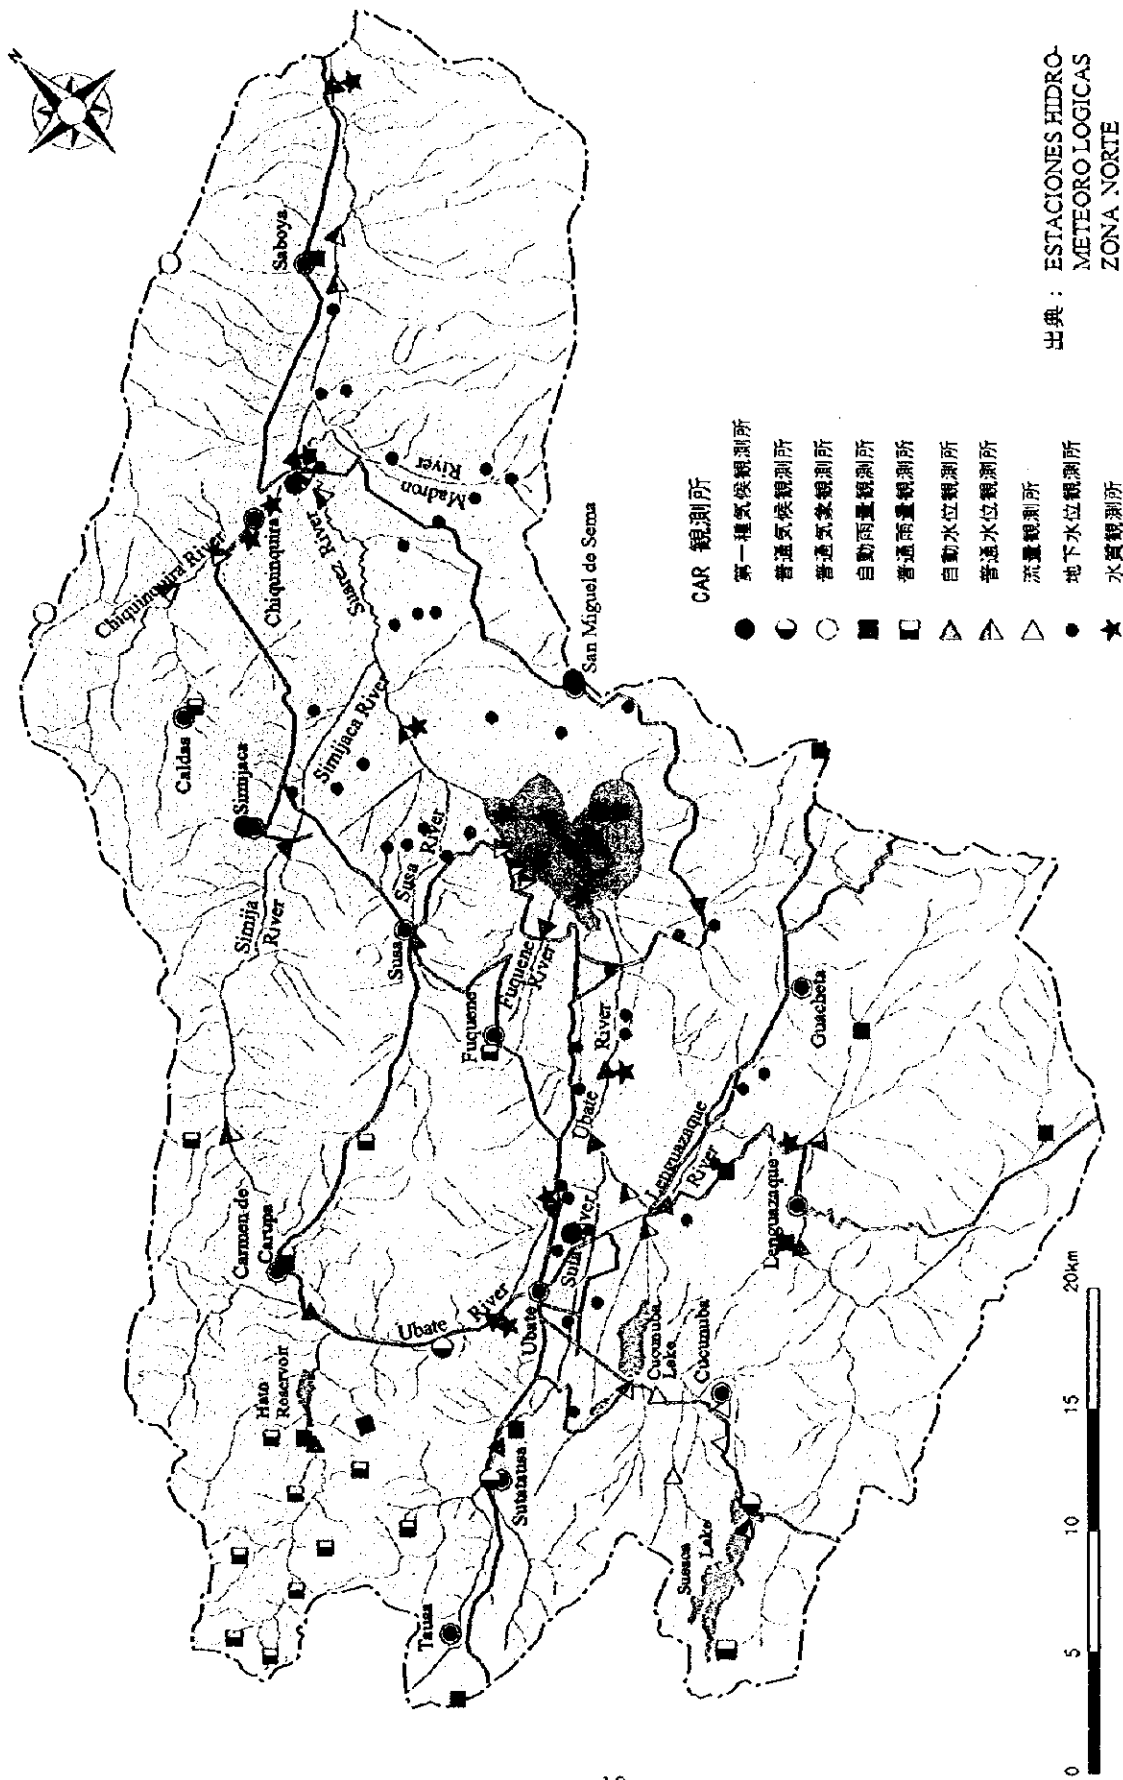 N
Saboya
Chiquinquira River
Chiquinquira
Suarez River
Madron
River
Caldas
Simijaca
Simijaca River
San Miguel de Sema
Simija
River
Susa
River
Susa
Fuquene
Fuquene
River
Ubate
River
Guacheta
Carmen de
Carupa
Lenguazaque
River
Lenguazaque
Ubate
River
Ubate
Hato
Reservoir
Cucunuba
Lake
Cucunuba
Sutatausa
Suesca
Lake
Tausa
CAR 観測所
第一種気候観測所
普通気候観測所
普通気象観測所
自動雨量観測所
普通雨量観測所
自動水位観測所
普通水位観測所
流量観測所
地下水位観測所
水質観測所
出典 : ESTACIONES HIDRO-
METEORO LOGICAS
ZONA NORTE
0 5 10 15 20km